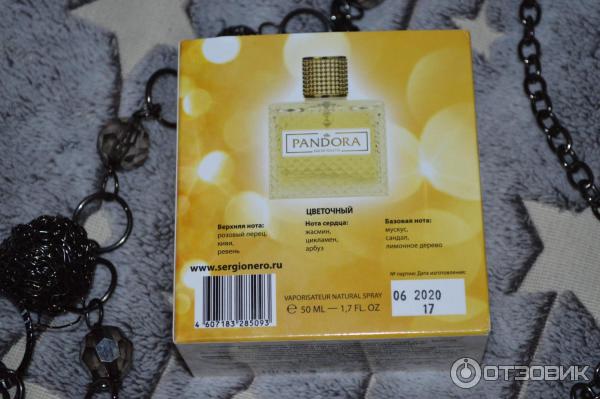 PANDORA
ЦВЕТОЧНЫЙ
Верхняя нота:
розовый перец,
киви,
ревень
Нота сердца:
жасмин,
цикламен,
арбуз
Базовая нота:
мускус,
сандал,
лимонное дерево
www.sergionero.ru
№ партии: Дата изготовления:
06 2020
17
4 607183 285093
VAPORISATEUR NATURAL SPRAY
℮ 50 ML — 1,7 FL. OZ
ОТЗОВИК